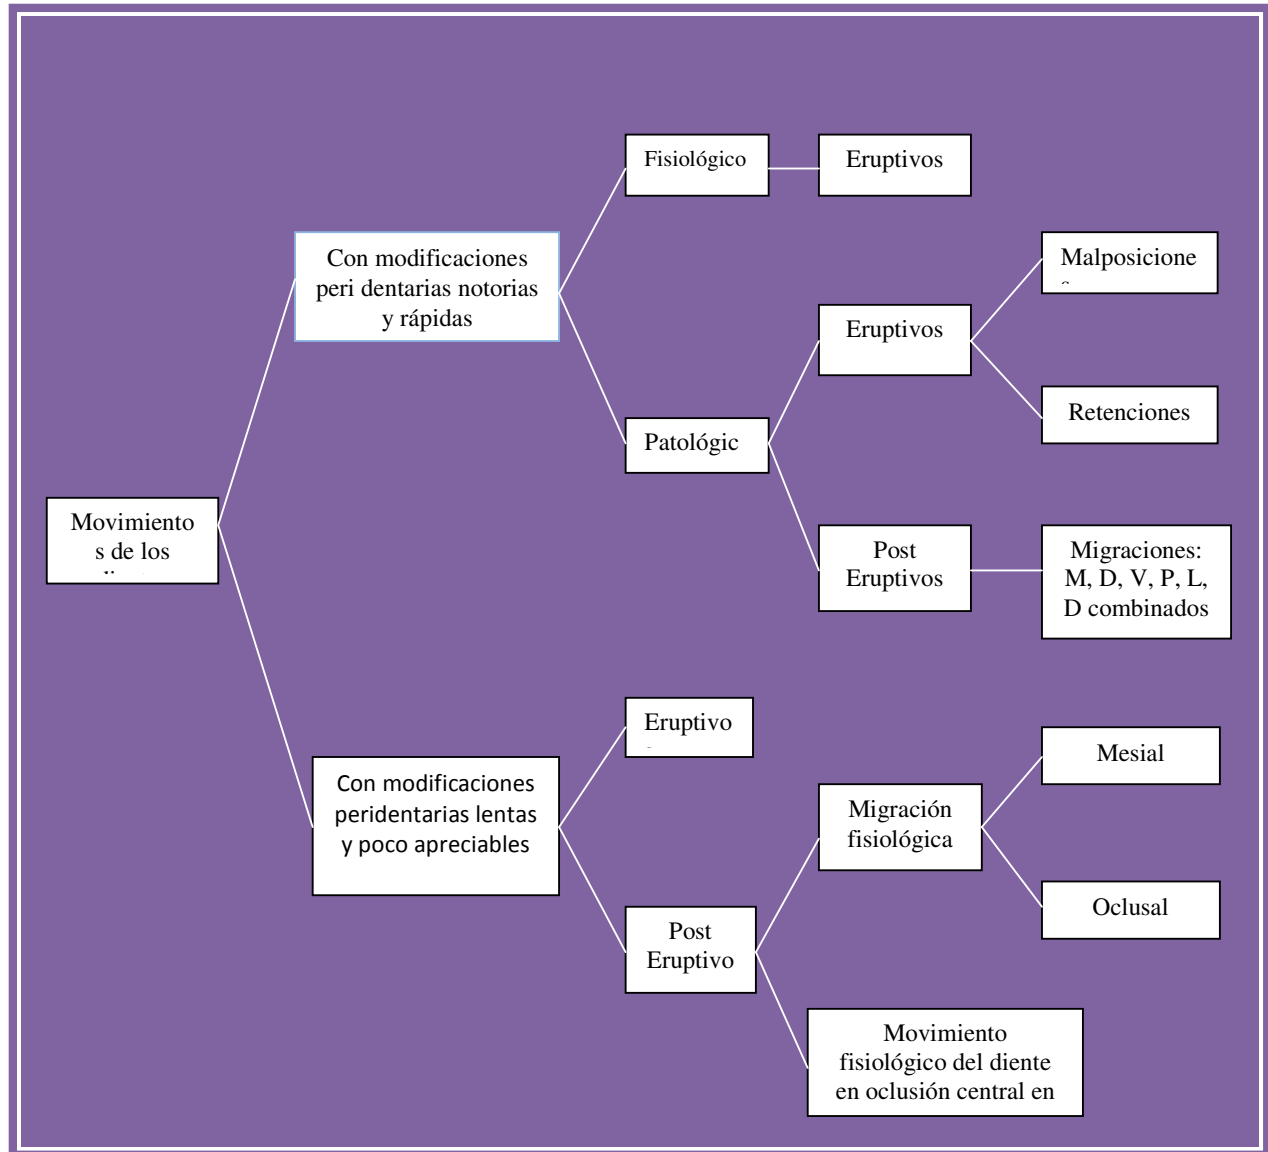 Fisiológico
Eruptivos
Con modificaciones
peri dentarias notorias
y rápidas
Malposicione
Eruptivos
Retenciones
Patológic
Movimiento
s de los
Post
Eruptivos
Migraciones:
M, D, V, P, L,
D combinados
Eruptivo
Con modificaciones
peridentarias lentas
y poco apreciables
Mesial
Migración
fisiológica
Oclusal
Post
Eruptivo
Movimiento
fisiológico del diente
en oclusión central en